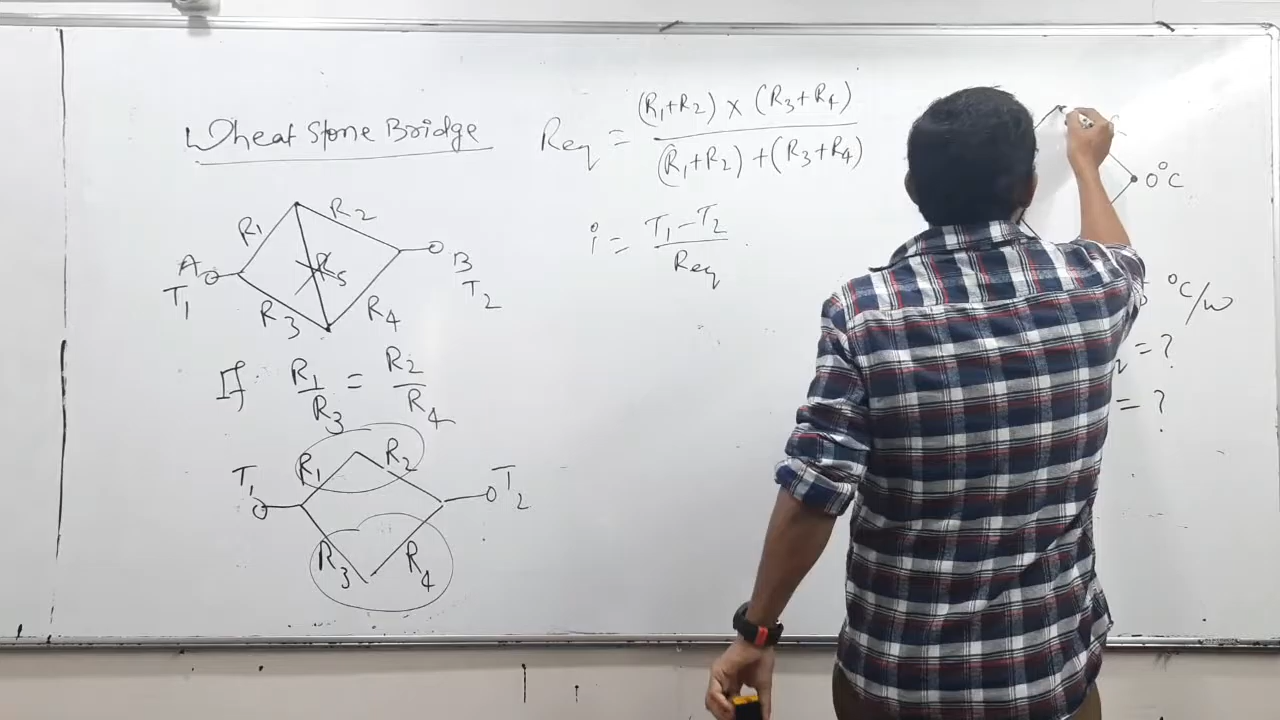 Wheat Stone Bridge
Req = (R1+R2) × (R3+R4) / (R1+R2) + (R3+R4)
i = T1-T2 / Req
R1 R2
A R5 B
T1 T2
R3 R4
If R1/R3 = R2/R4
T1 R1 R2 T2
R3 R4
0°C
°C/W
2 = ?
= ?